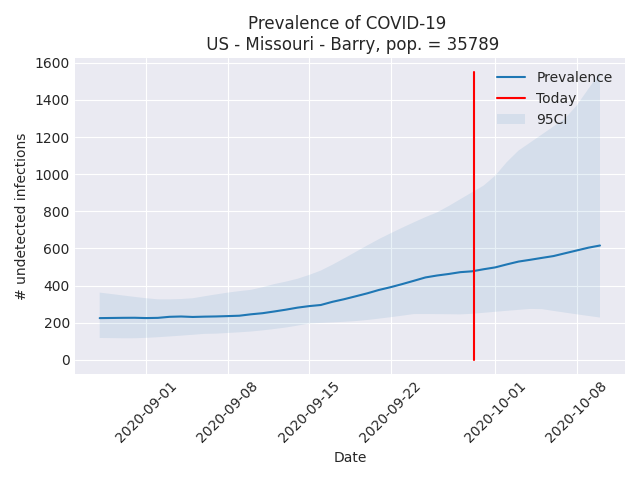 Prevalence of COVID-19
US - Missouri - Barry, pop. = 35789
1600
1400
1200
1000
800
600
400
200
0
# undetected infections
Prevalence
Today
95CI
2020-09-01
2020-09-08
2020-09-15
2020-09-22
2020-10-01
2020-10-08
Date